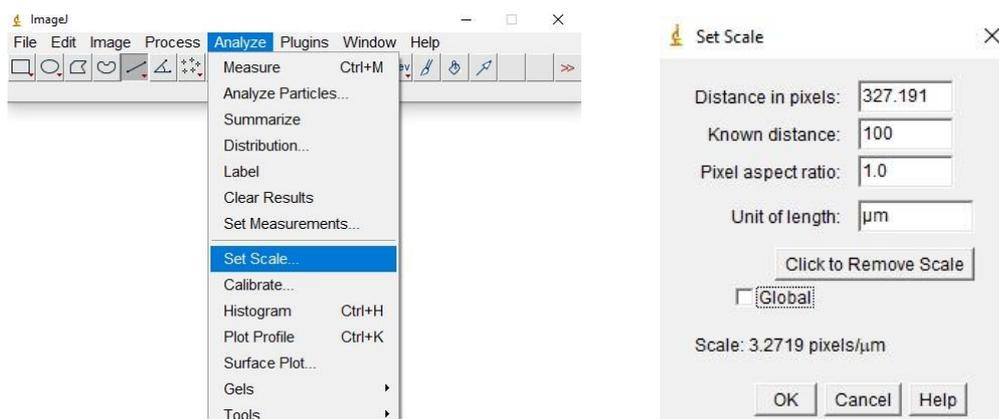 ImageJ
File Edit Image Process Analyze Plugins Window Help
>>
Measure Ctrl+M
Analyze Particles...
Summarize
Distribution...
Label
Clear Results
Set Measurements...
Set Scale...
Calibrate...
Histogram Ctrl+H
Plot Profile Ctrl+K
Surface Plot...
Gels
Tools
Set Scale
Distance in pixels: 327.191
Known distance: 100
Pixel aspect ratio: 1.0
Unit of length: µm
Click to Remove Scale
Global
Scale: 3.2719 pixels/µm
OK Cancel Help